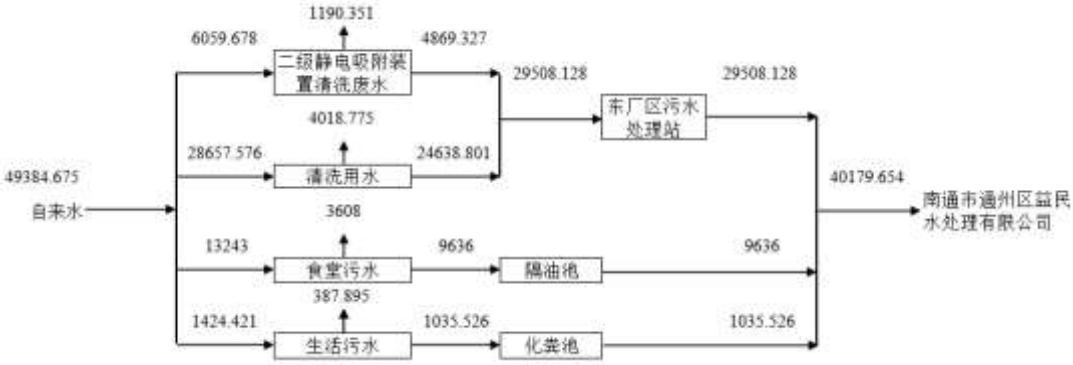 1190.351
6059.678
4869.327
二级静电吸附装
置清洗废水
29508.128
29508.128
东厂区污水
处理站
4018.775
28657.576
24638.801
清洗用水
49384.675
自来水
40179.654
南通市通州区益民
水处理有限公司
3608
13243
9636
9636
食堂污水
隔油池
387.895
1424.421
1035.526
1035.526
生活污水
化粪池